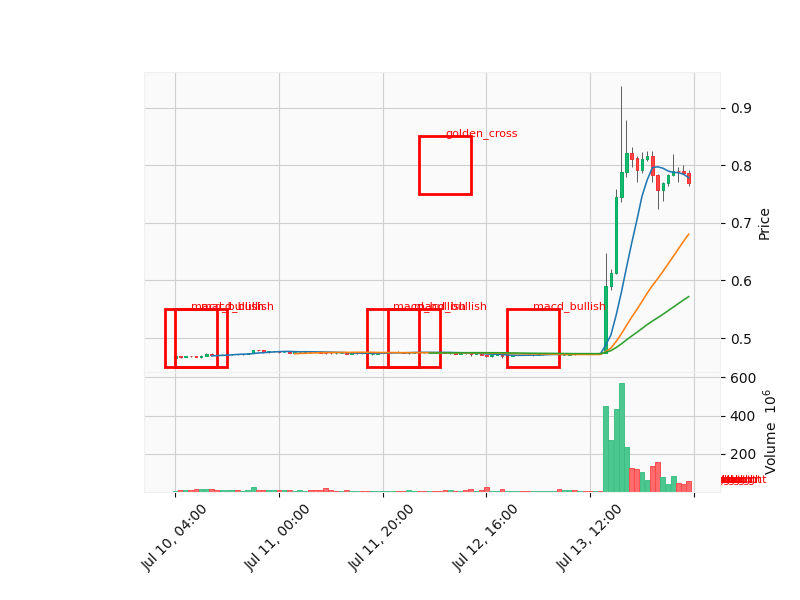 golden_cross
0.9
0.8
0.7
0.6
0.5
Price
macd_bullish
macd_bullish
macd_bullish
macd_bullish
macd_bullish
600
400
200
Volume 10^6
Jul 10, 04:00
Jul 11, 00:00
Jul 11, 20:00
Jul 12, 16:00
Jul 13, 12:00